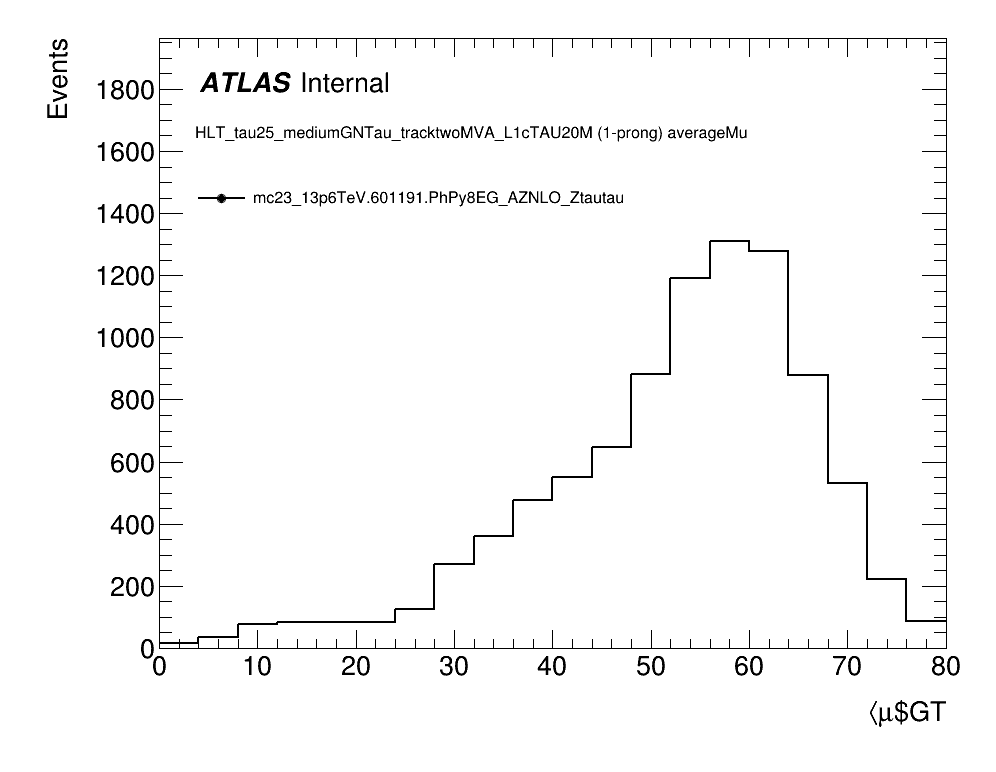 Events
ATLAS Internal
HLT_tau25_mediumGNTau_tracktwoMVA_L1cTAU20M (1-prong) averageMu
mc23_13p6TeV.601191.PhPy8EG_AZNLO_Ztautau
1800
1600
1400
1200
1000
800
600
400
200
0
0 10 20 30 40 50 60 70 80
⟨μ$GT